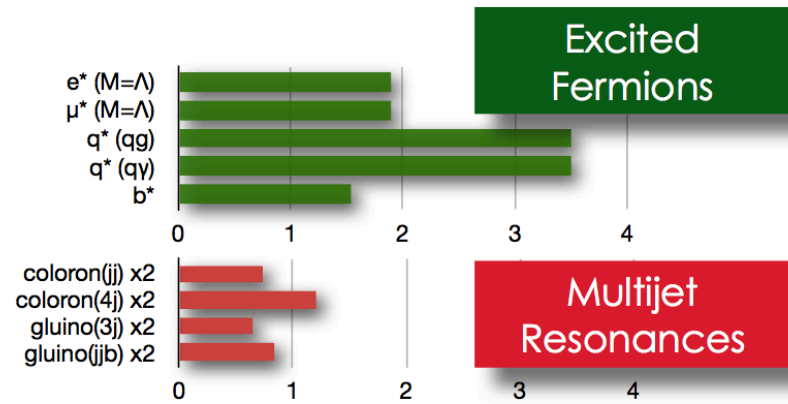 Excited
Fermions
e* (M=Λ)
μ* (M=Λ)
q* (qg)
q* (qγ)
b*
0 1 2 3 4
Multijet
Resonances
coloron(jj) x2
coloron(4j) x2
gluino(3j) x2
gluino(jjb) x2
0 1 2 3 4